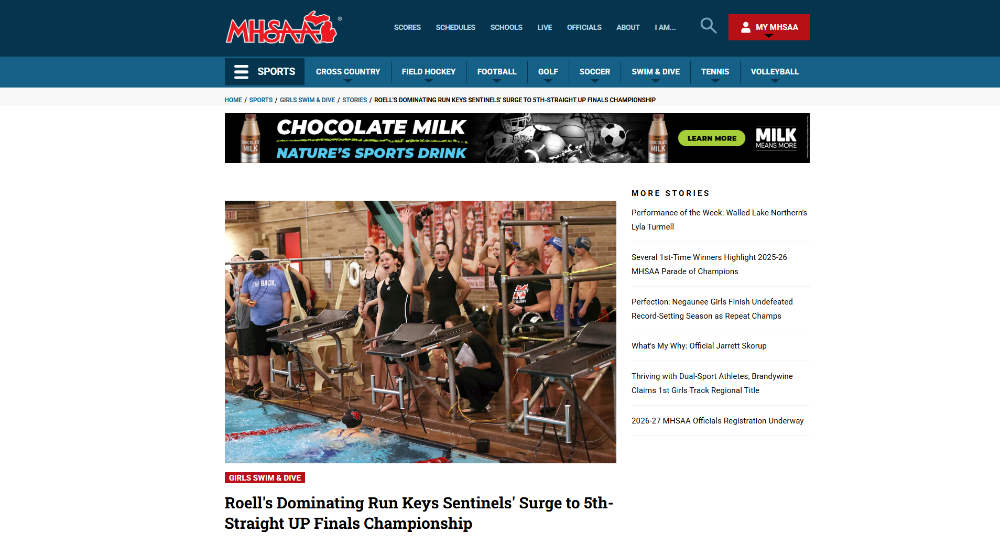 MHSAA ®
SCORES SCHEDULES SCHOOLS LIVE OFFICIALS ABOUT I AM...
MY MHSAA
SPORTS CROSS COUNTRY FIELD HOCKEY FOOTBALL GOLF SOCCER SWIM & DIVE TENNIS VOLLEYBALL
HOME / SPORTS / GIRLS SWIM & DIVE / STORIES / ROELL'S DOMINATING RUN KEYS SENTINELS' SURGE TO 5TH-STRAIGHT UP FINALS CHAMPIONSHIP
CHOCOLATE MILK
NATURE'S SPORTS DRINK
CHOCOLATE
MILK
CHOCOLATE
MILK
LEARN MORE
MILK
MEANS MORE
EXIT
I'M BACK.
GIRLS SWIM & DIVE
Roell's Dominating Run Keys Sentinels' Surge to 5th-
Straight UP Finals Championship
MORE STORIES
Performance of the Week: Walled Lake Northern's
Lyla Turmell
Several 1st-Time Winners Highlight 2025-26
MHSAA Parade of Champions
Perfection: Negaunee Girls Finish Undefeated
Record-Setting Season as Repeat Champs
What's My Why: Official Jarrett Skorup
Thriving with Dual-Sport Athletes, Brandywine
Claims 1st Girls Track Regional Title
2026-27 MHSAA Officials Registration Underway